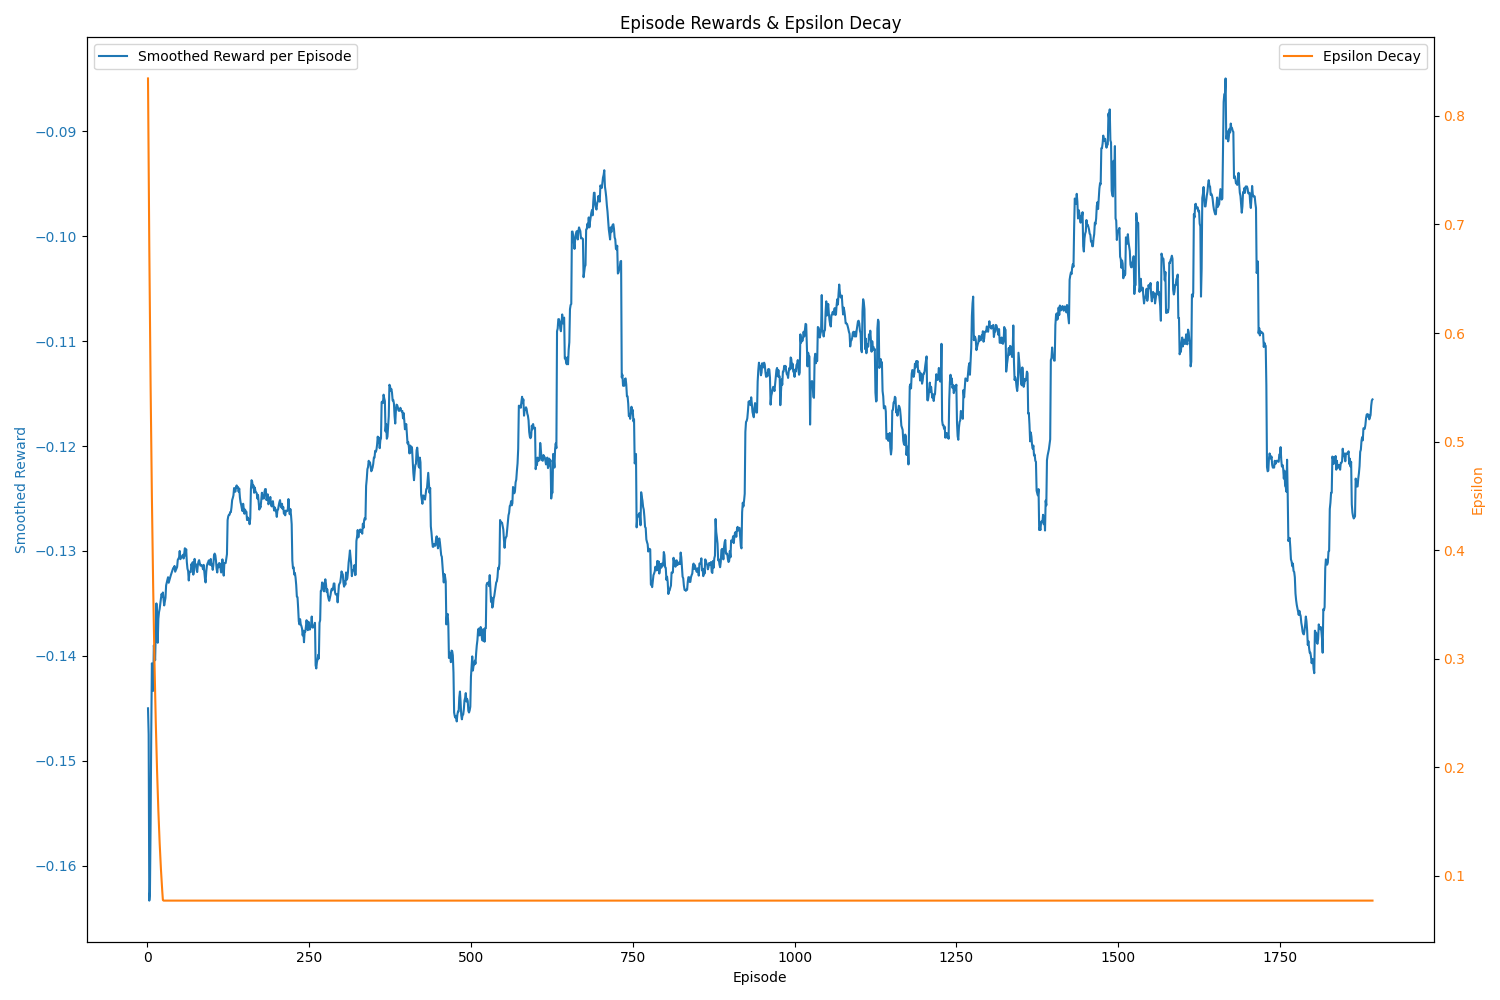 Episode Rewards & Epsilon Decay
Smoothed Reward per Episode
Epsilon Decay
Smoothed Reward
−0.09
−0.10
−0.11
−0.12
−0.13
−0.14
−0.15
−0.16
0.8
0.7
0.6
0.5
0.4
0.3
0.2
0.1
Epsilon
0 250 500 750 1000 1250 1500 1750
Episode